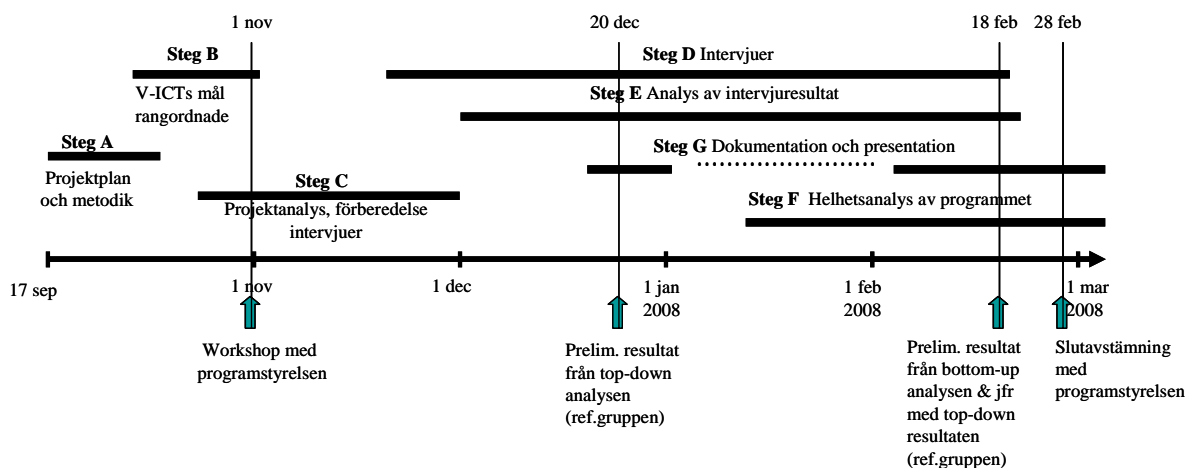 1 nov
20 dec
18 feb
28 feb
Steg B
Steg D Intervjuer
V-ICTs mål
rangordnade
Steg E Analys av intervjuresultat
Steg A
Steg G Dokumentation och presentation
Projektplan
och metodik
Steg C
Projektanalys, förberedelse
intervjuer
Steg F Helhetsanalys av programmet
17 sep
1 nov
1 dec
1 jan
2008
1 feb
2008
1 mar
2008
Workshop med
programstyrelsen
Prelim. resultat
från top-down
analysen
(ref.gruppen)
Prelim. resultat
från bottom-up
analysen & jfr
med top-down
resultaten
(ref.gruppen)
Slutavstämning
med
programstyrelsen